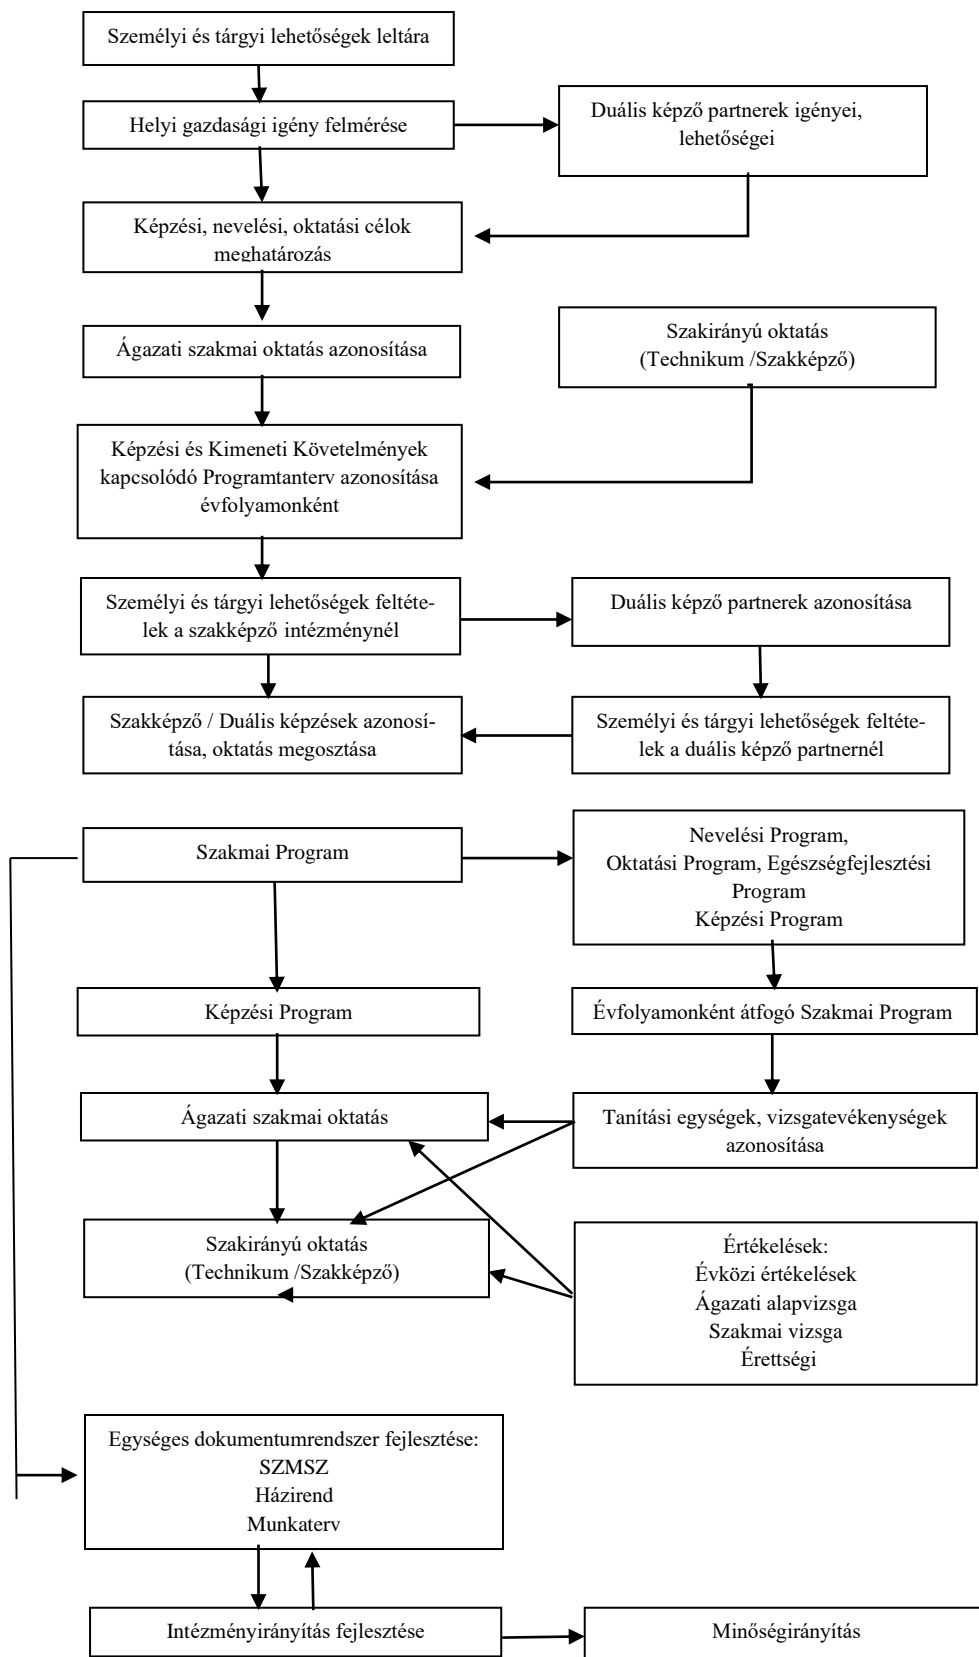 Személyi és tárgyi lehetőségek leltára
Helyi gazdasági igény felmérése
Duális képző partnerek igényei,
lehetőségei
Képzési, nevelési, oktatási célok
meghatározás
Ágazati szakmai oktatás azonosítása
Szakirányú oktatás
(Technikum /Szakképző)
Képzési és Kimeneti Követelmények
kapcsolódó Programtanterv azonosítása
évfolyamonként
Személyi és tárgyi lehetőségek feltéte-
lek a szakképző intézménynél
Duális képző partnerek azonosítása
Szakképző / Duális képzések azonosí-
tása, oktatás megosztása
Személyi és tárgyi lehetőségek feltéte-
lek a duális képző partnernél
Szakmai Program
Nevelési Program,
Oktatási Program, Egészségfejlesztési
Program
Képzési Program
Képzési Program
Évfolyamonként átfogó Szakmai Program
Ágazati szakmai oktatás
Tanítási egységek, vizsgatevékenységek
azonosítása
Szakirányú oktatás
(Technikum /Szakképző)
Értékelések:
Évközi értékelések
Ágazati alapvizsga
Szakmai vizsga
Érettségi
Egységes dokumentumrendszer fejlesztése:
SZMSZ
Házirend
Munkaterv
Intézményirányítás fejlesztése
Minőségirányítás